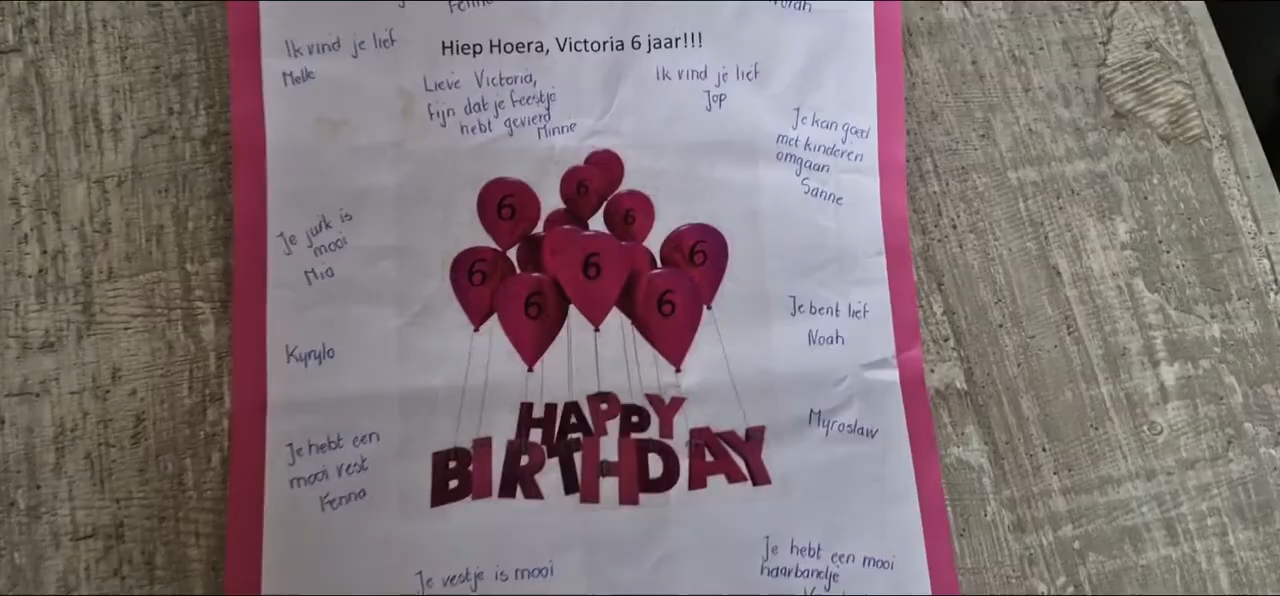 Hiep Hoera, Victoria 6 jaar!!!
Ik vind je lief
Melle
Lieve Victoria,
fijn dat je feestje
hebt gevierd
Minne
Ik vind je lief
Jop
Je kan goed
met kinderen
omgaan
Sanne
Je jurk is
mooi
Mia
6
6
6
6
6
6
6
6
Je bent lief
Noah
Kyrylo
HAPPY
BIRTHDAY
Myroslaw
Je hebt een
mooi vest
Fenna
Je vestje is mooi
Je hebt een mooi
haarbandje